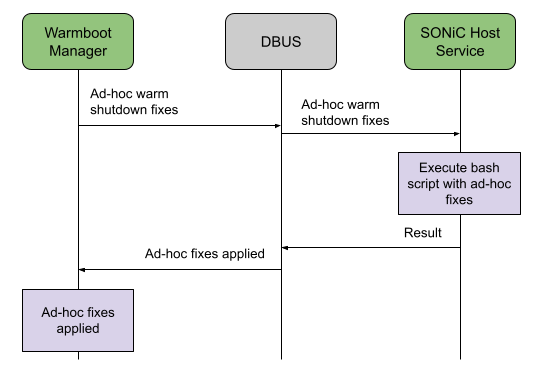 Warmboot
Manager
DBUS
SONiC Host
Service
Ad-hoc warm
shutdown fixes
Ad-hoc warm
shutdown fixes
Execute bash
script with ad-hoc
fixes
Result
Ad-hoc fixes applied
Ad-hoc fixes
applied